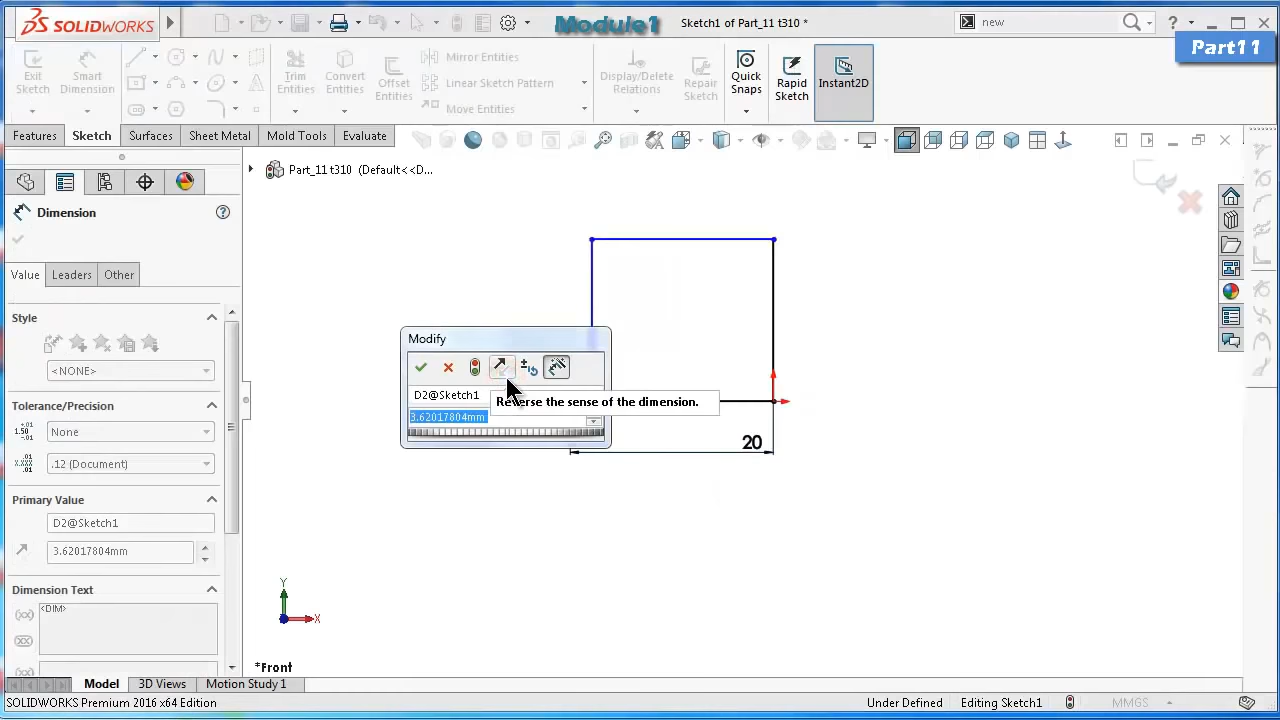 SOLIDWORKS
Module1
Sketch1 of Part_11 t310 *
new
?
Part11
Exit Sketch
Smart Dimension
Trim Entities
Convert Entities
Offset Entities
Mirror Entities
Linear Sketch Pattern
Move Entities
Display/Delete Relations
Repair Sketch
Quick Snaps
Rapid Sketch
Instant2D
Features
Sketch
Surfaces
Sheet Metal
Mold Tools
Evaluate
Part_11 t310 (Default<<D...
Dimension
?
Value
Leaders
Other
Style
<NONE>
Tolerance/Precision
None
.12 (Document)
Primary Value
D2@Sketch1
3.62017804mm
Dimension Text
<DIM>
Modify
D2@Sketch1
Reverse the sense of the dimension.
3.62017804mm
20
Y
X
*Front
Model
3D Views
Motion Study 1
SOLIDWORKS Premium 2016 x64 Edition
Under Defined
Editing Sketch1
MMGS